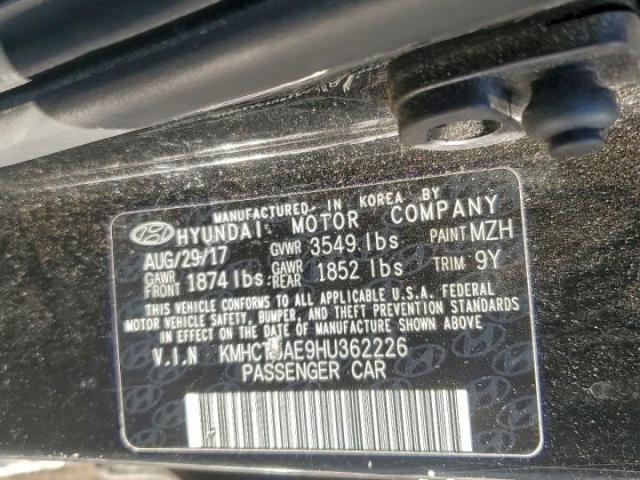 MANUFACTURED IN KOREA BY
HYUNDAI MOTOR COMPANY
AUG/29/17 GVWR 3549 lbs PAINT MZH
GAWR FRONT 1874 lbs GAWR REAR 1852 lbs TRIM 9Y
THIS VEHICLE CONFORMS TO ALL APPLICABLE U.S.A. FEDERAL
MOTOR VEHICLE SAFETY, BUMPER, AND THEFT PREVENTION STANDARDS
IN EFFECT ON THE DATE OF MANUFACTURE SHOWN ABOVE
V.I.N
PASSENGER CAR